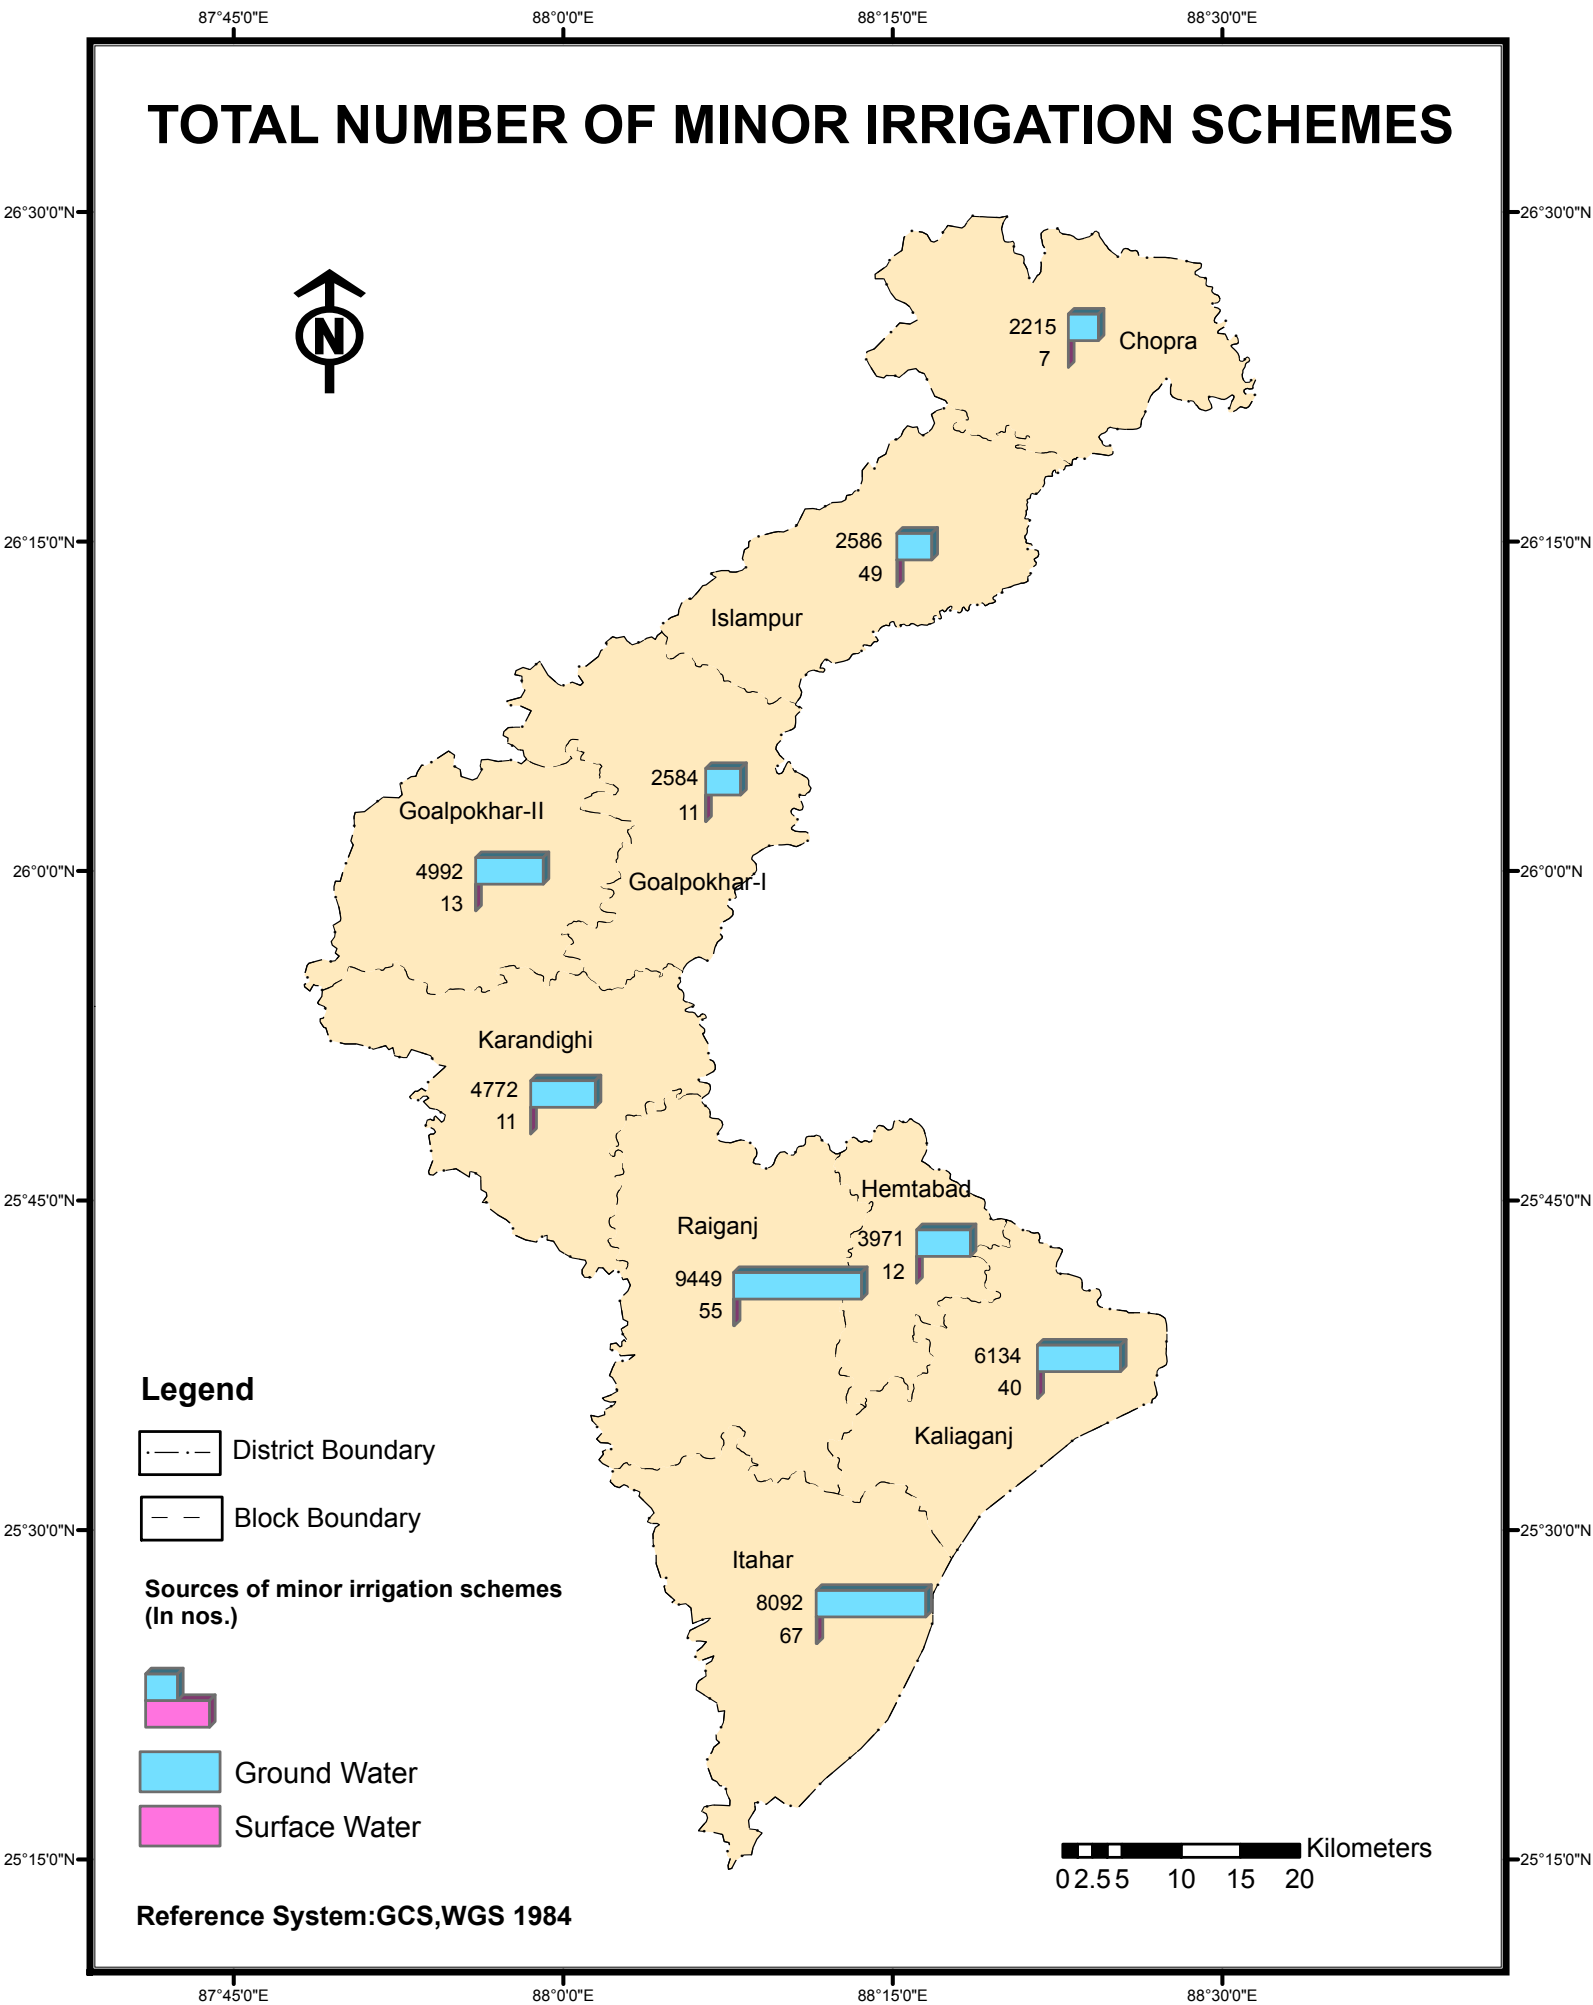 87°45'0"E 88°0'0"E 88°15'0"E 88°30'0"E
TOTAL NUMBER OF MINOR IRRIGATION SCHEMES
26°30'0"N 26°30'0"N
N
2215
Chopra
7
26°15'0"N 26°15'0"N
2586
49
Islampur
2584
11
Goalpokhar-II
4992
13
26°0'0"N 26°0'0"N
Goalpokhar-I
Karandighi
4772
11
25°45'0"N 25°45'0"N
Hemtabad
3971
12
Raiganj
9449
55
6134
40
Kaliaganj
Legend
District Boundary
Block Boundary
25°30'0"N 25°30'0"N
Itahar
8092
67
Sources of minor irrigation schemes
(In nos.)
Ground Water
Surface Water
Kilometers
0 2.5 5 10 15 20
25°15'0"N 25°15'0"N
Reference System:GCS,WGS 1984
87°45'0"E 88°0'0"E 88°15'0"E 88°30'0"E